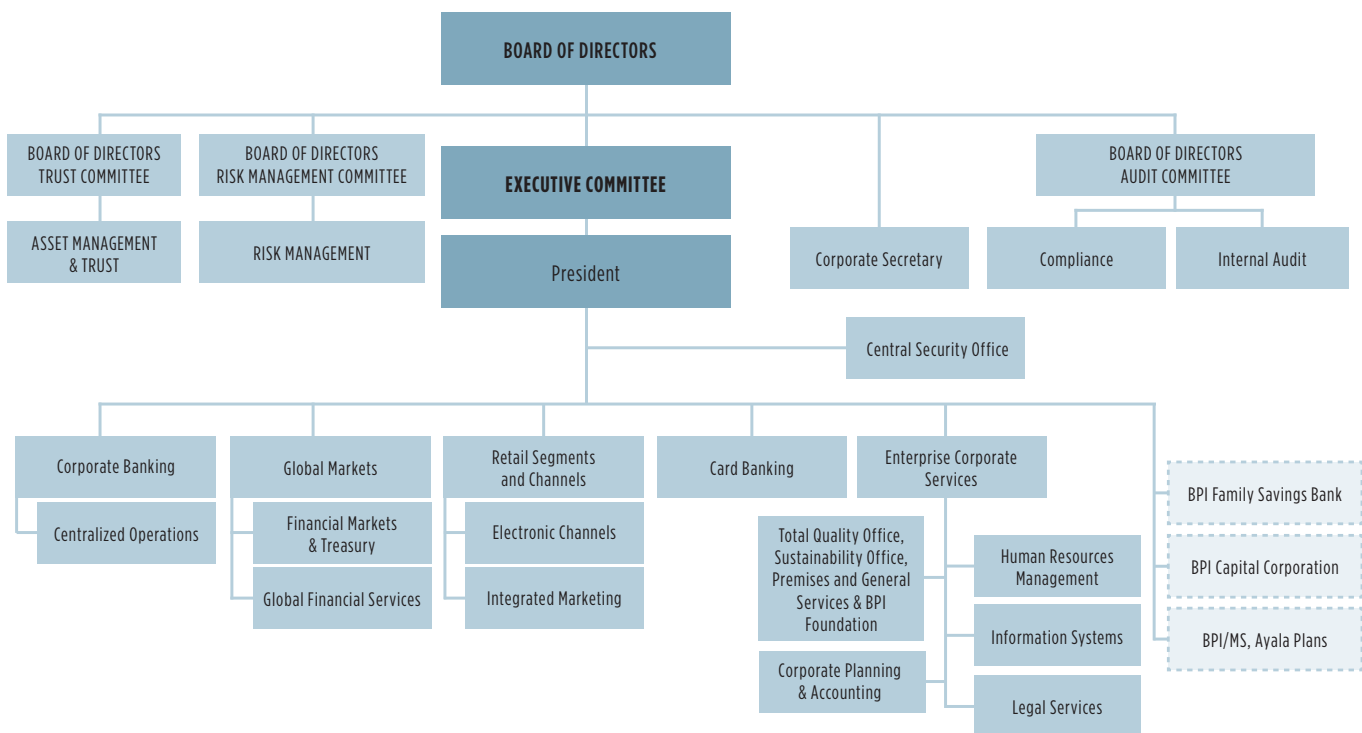 BOARD OF DIRECTORS
BOARD OF DIRECTORS
TRUST COMMITTEE
BOARD OF DIRECTORS
RISK MANAGEMENT COMMITTEE
EXECUTIVE COMMITTEE
BOARD OF DIRECTORS
AUDIT COMMITTEE
ASSET MANAGEMENT
& TRUST
RISK MANAGEMENT
President
Corporate Secretary
Compliance
Internal Audit
Central Security Office
Corporate Banking
Global Markets
Retail Segments
and Channels
Card Banking
Enterprise Corporate
Services
Centralized Operations
Financial Markets
& Treasury
Global Financial Services
Electronic Channels
Integrated Marketing
Total Quality Office,
Sustainability Office,
Premises and General
Services & BPI
Foundation
Corporate Planning
& Accounting
Human Resources
Management
Information Systems
Legal Services
BPI Family Savings Bank
BPI Capital Corporation
BPI/MS, Ayala Plans